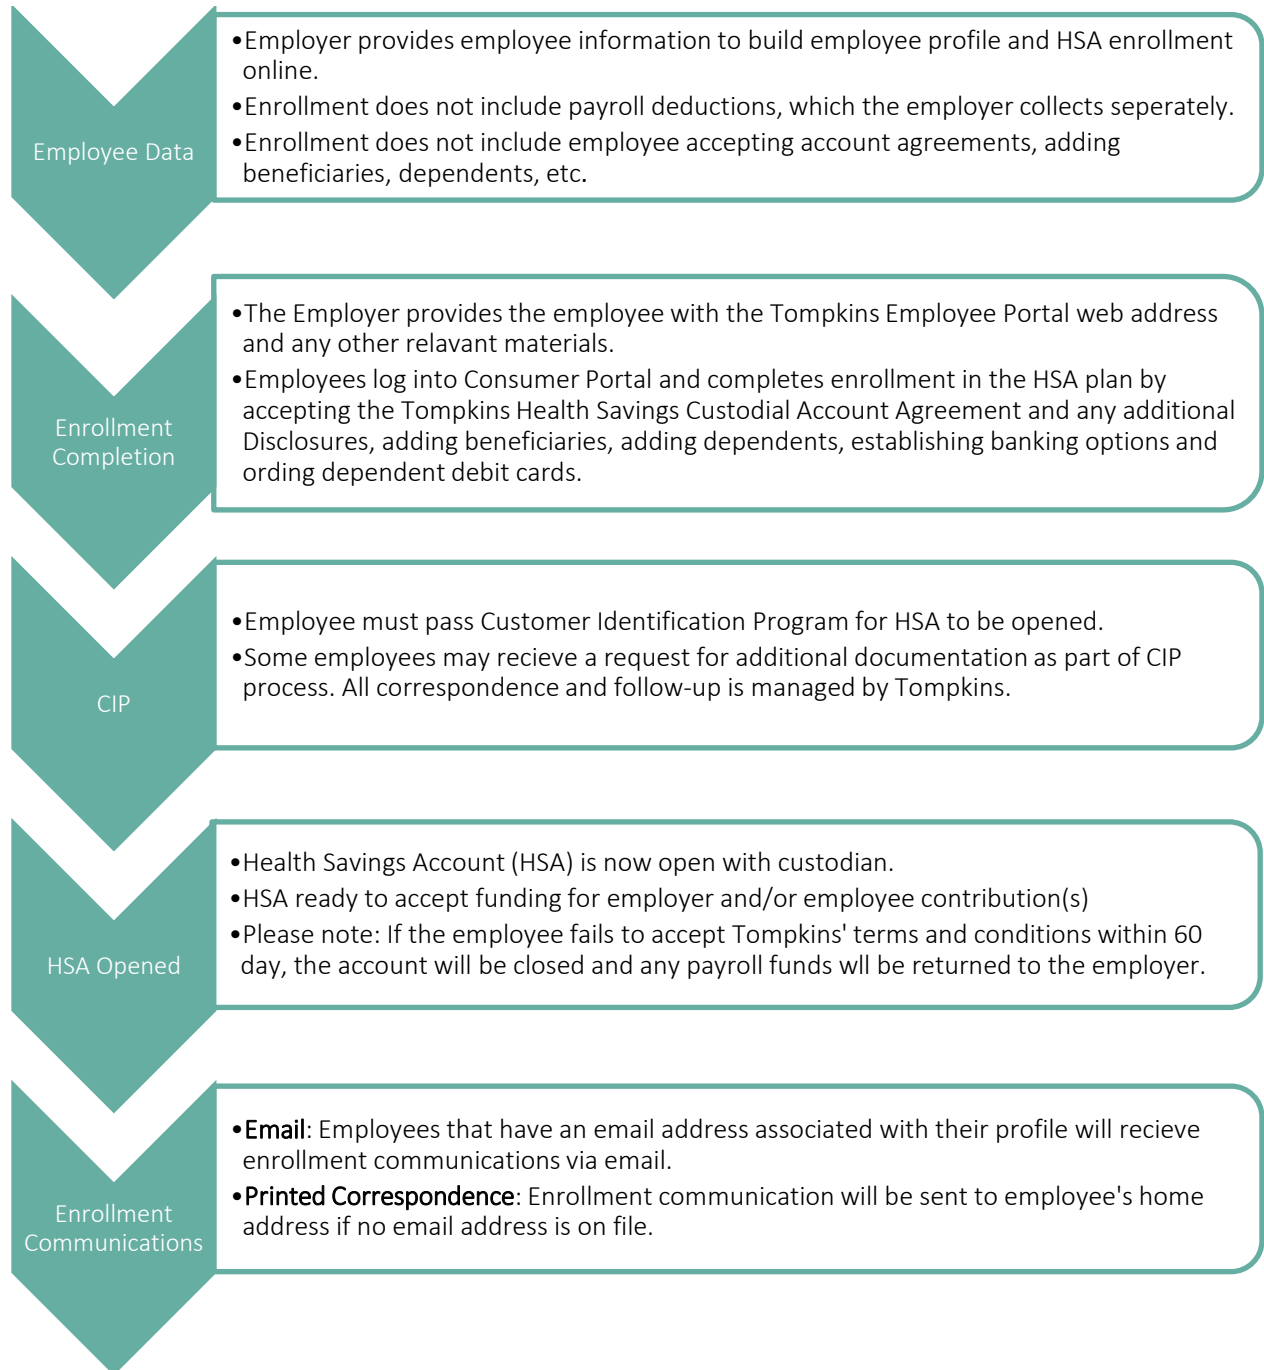 Employee Data
•Employer provides employee information to build employee profile and HSA enrollment
online.
•Enrollment does not include payroll deductions, which the employer collects seperately.
•Enrollment does not include employee accepting account agreements, adding
beneficiaries, dependents, etc.
Enrollment
Completion
•The Employer provides the employee with the Tompkins Employee Portal web address
and any other relavant materials.
•Employees log into Consumer Portal and completes enrollment in the HSA plan by
accepting the Tompkins Health Savings Custodial Account Agreement and any additional
Disclosures, adding beneficiaries, adding dependents, establishing banking options and
ording dependent debit cards.
CIP
•Employee must pass Customer Identification Program for HSA to be opened.
•Some employees may recieve a request for additional documentation as part of CIP
process. All correspondence and follow-up is managed by Tompkins.
HSA Opened
•Health Savings Account (HSA) is now open with custodian.
•HSA ready to accept funding for employer and/or employee contribution(s)
•Please note: If the employee fails to accept Tompkins' terms and conditions within 60
day, the account will be closed and any payroll funds wll be returned to the employer.
Enrollment
Communications
•Email: Employees that have an email address associated with their profile will recieve
enrollment communications via email.
•Printed Correspondence: Enrollment communication will be sent to employee's home
address if no email address is on file.